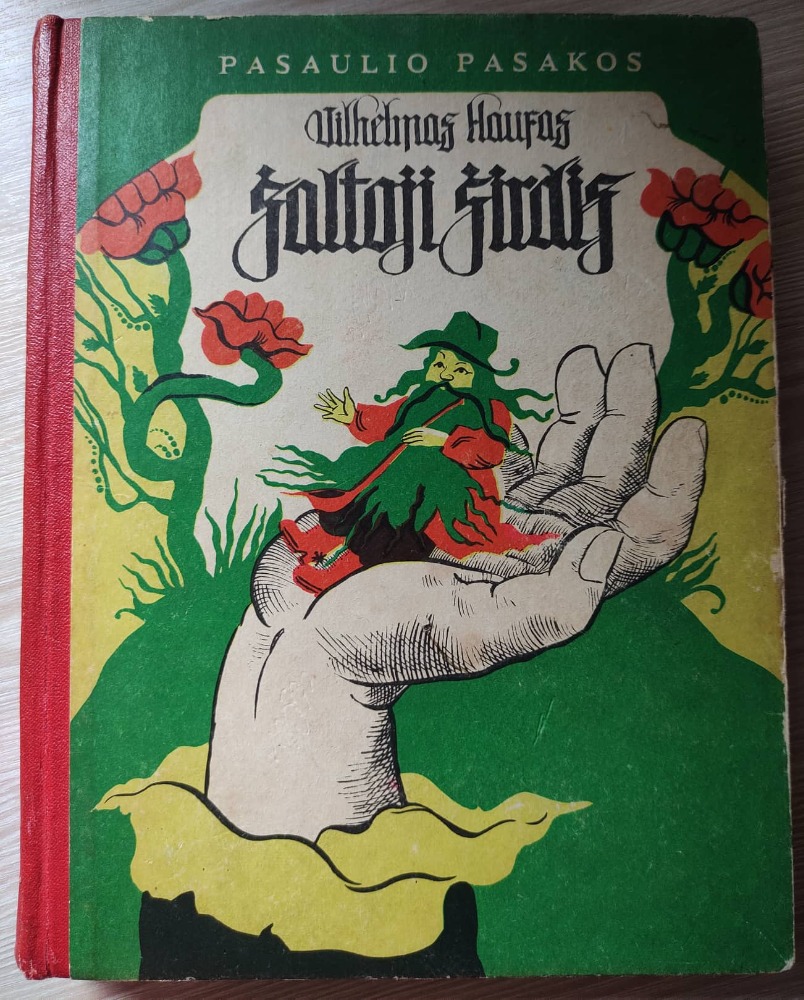 PASAULIO PASAKOS
Vilhelmas Haufas
Šaltoji širdis